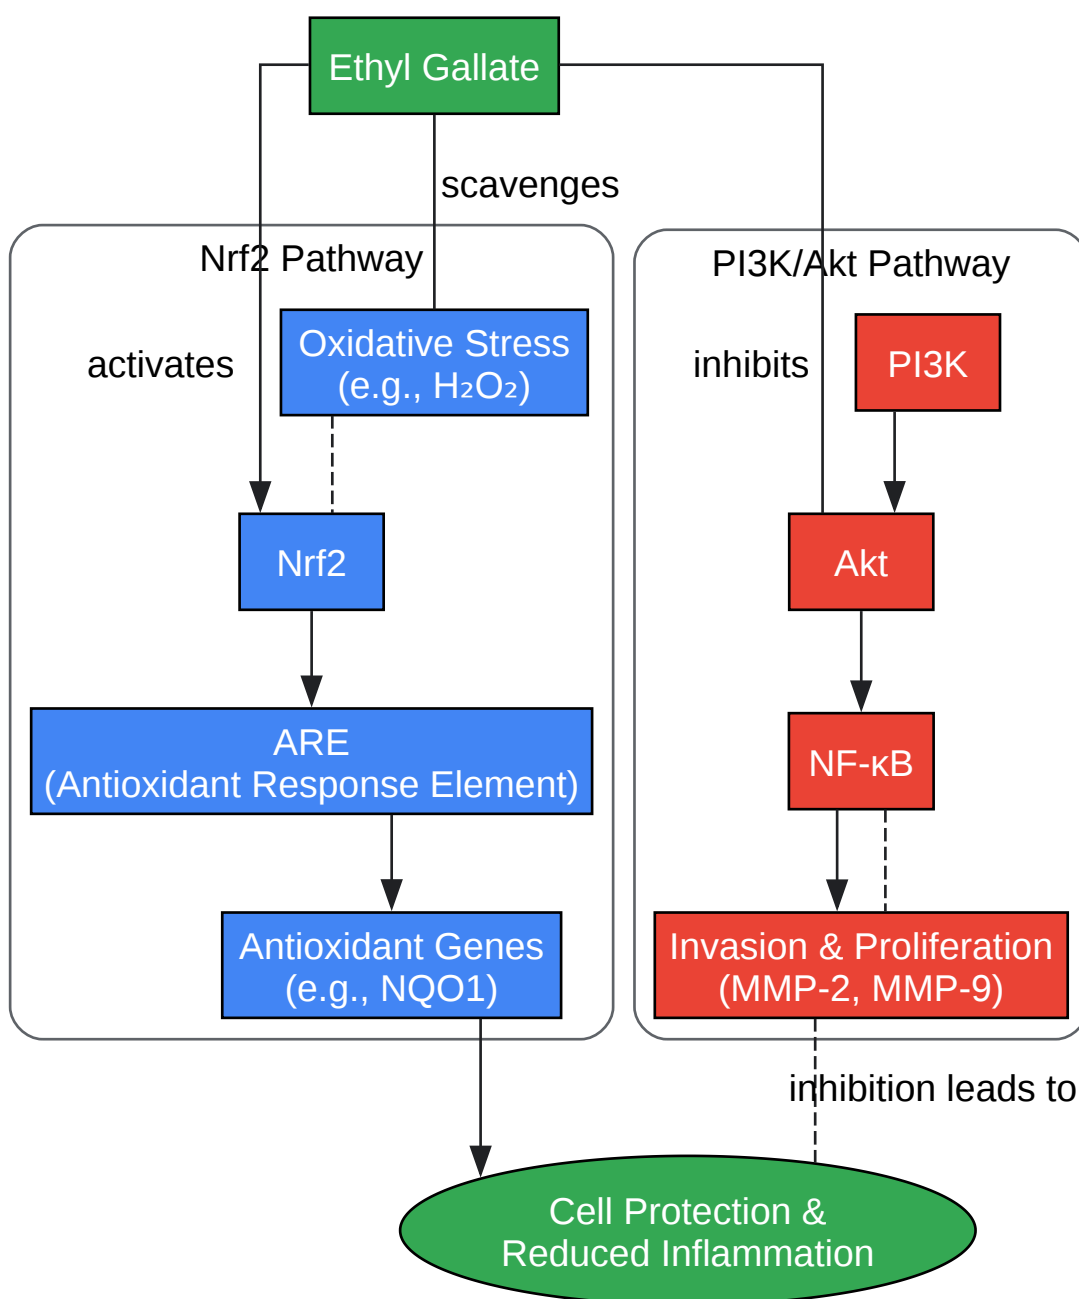 Ethyl Gallate
scavenges
Nrf2 Pathway
PI3K/Akt Pathway
Oxidative Stress
(e.g., H₂O₂)
activates
inhibits
PI3K
Nrf2
Akt
ARE
(Antioxidant Response Element)
NF-κB
Antioxidant Genes
(e.g., NQO1)
Invasion & Proliferation
(MMP-2, MMP-9)
inhibition leads to
Cell Protection &
Reduced Inflammation